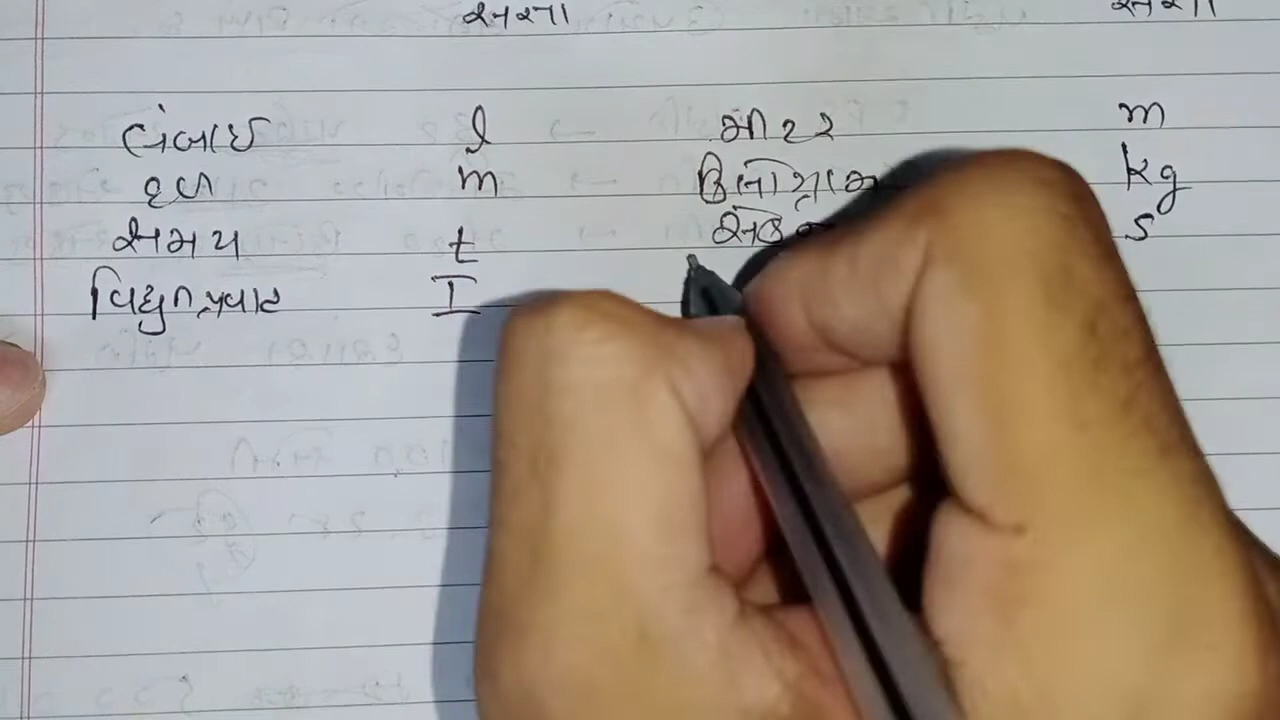 સંજ્ઞા સંજ્ઞા
લંબાઈ l મીટર m
દળ m કિલોગ્રામ kg
સમય t સેકન્ડ s
વિદ્યુતપ્રવાહ I